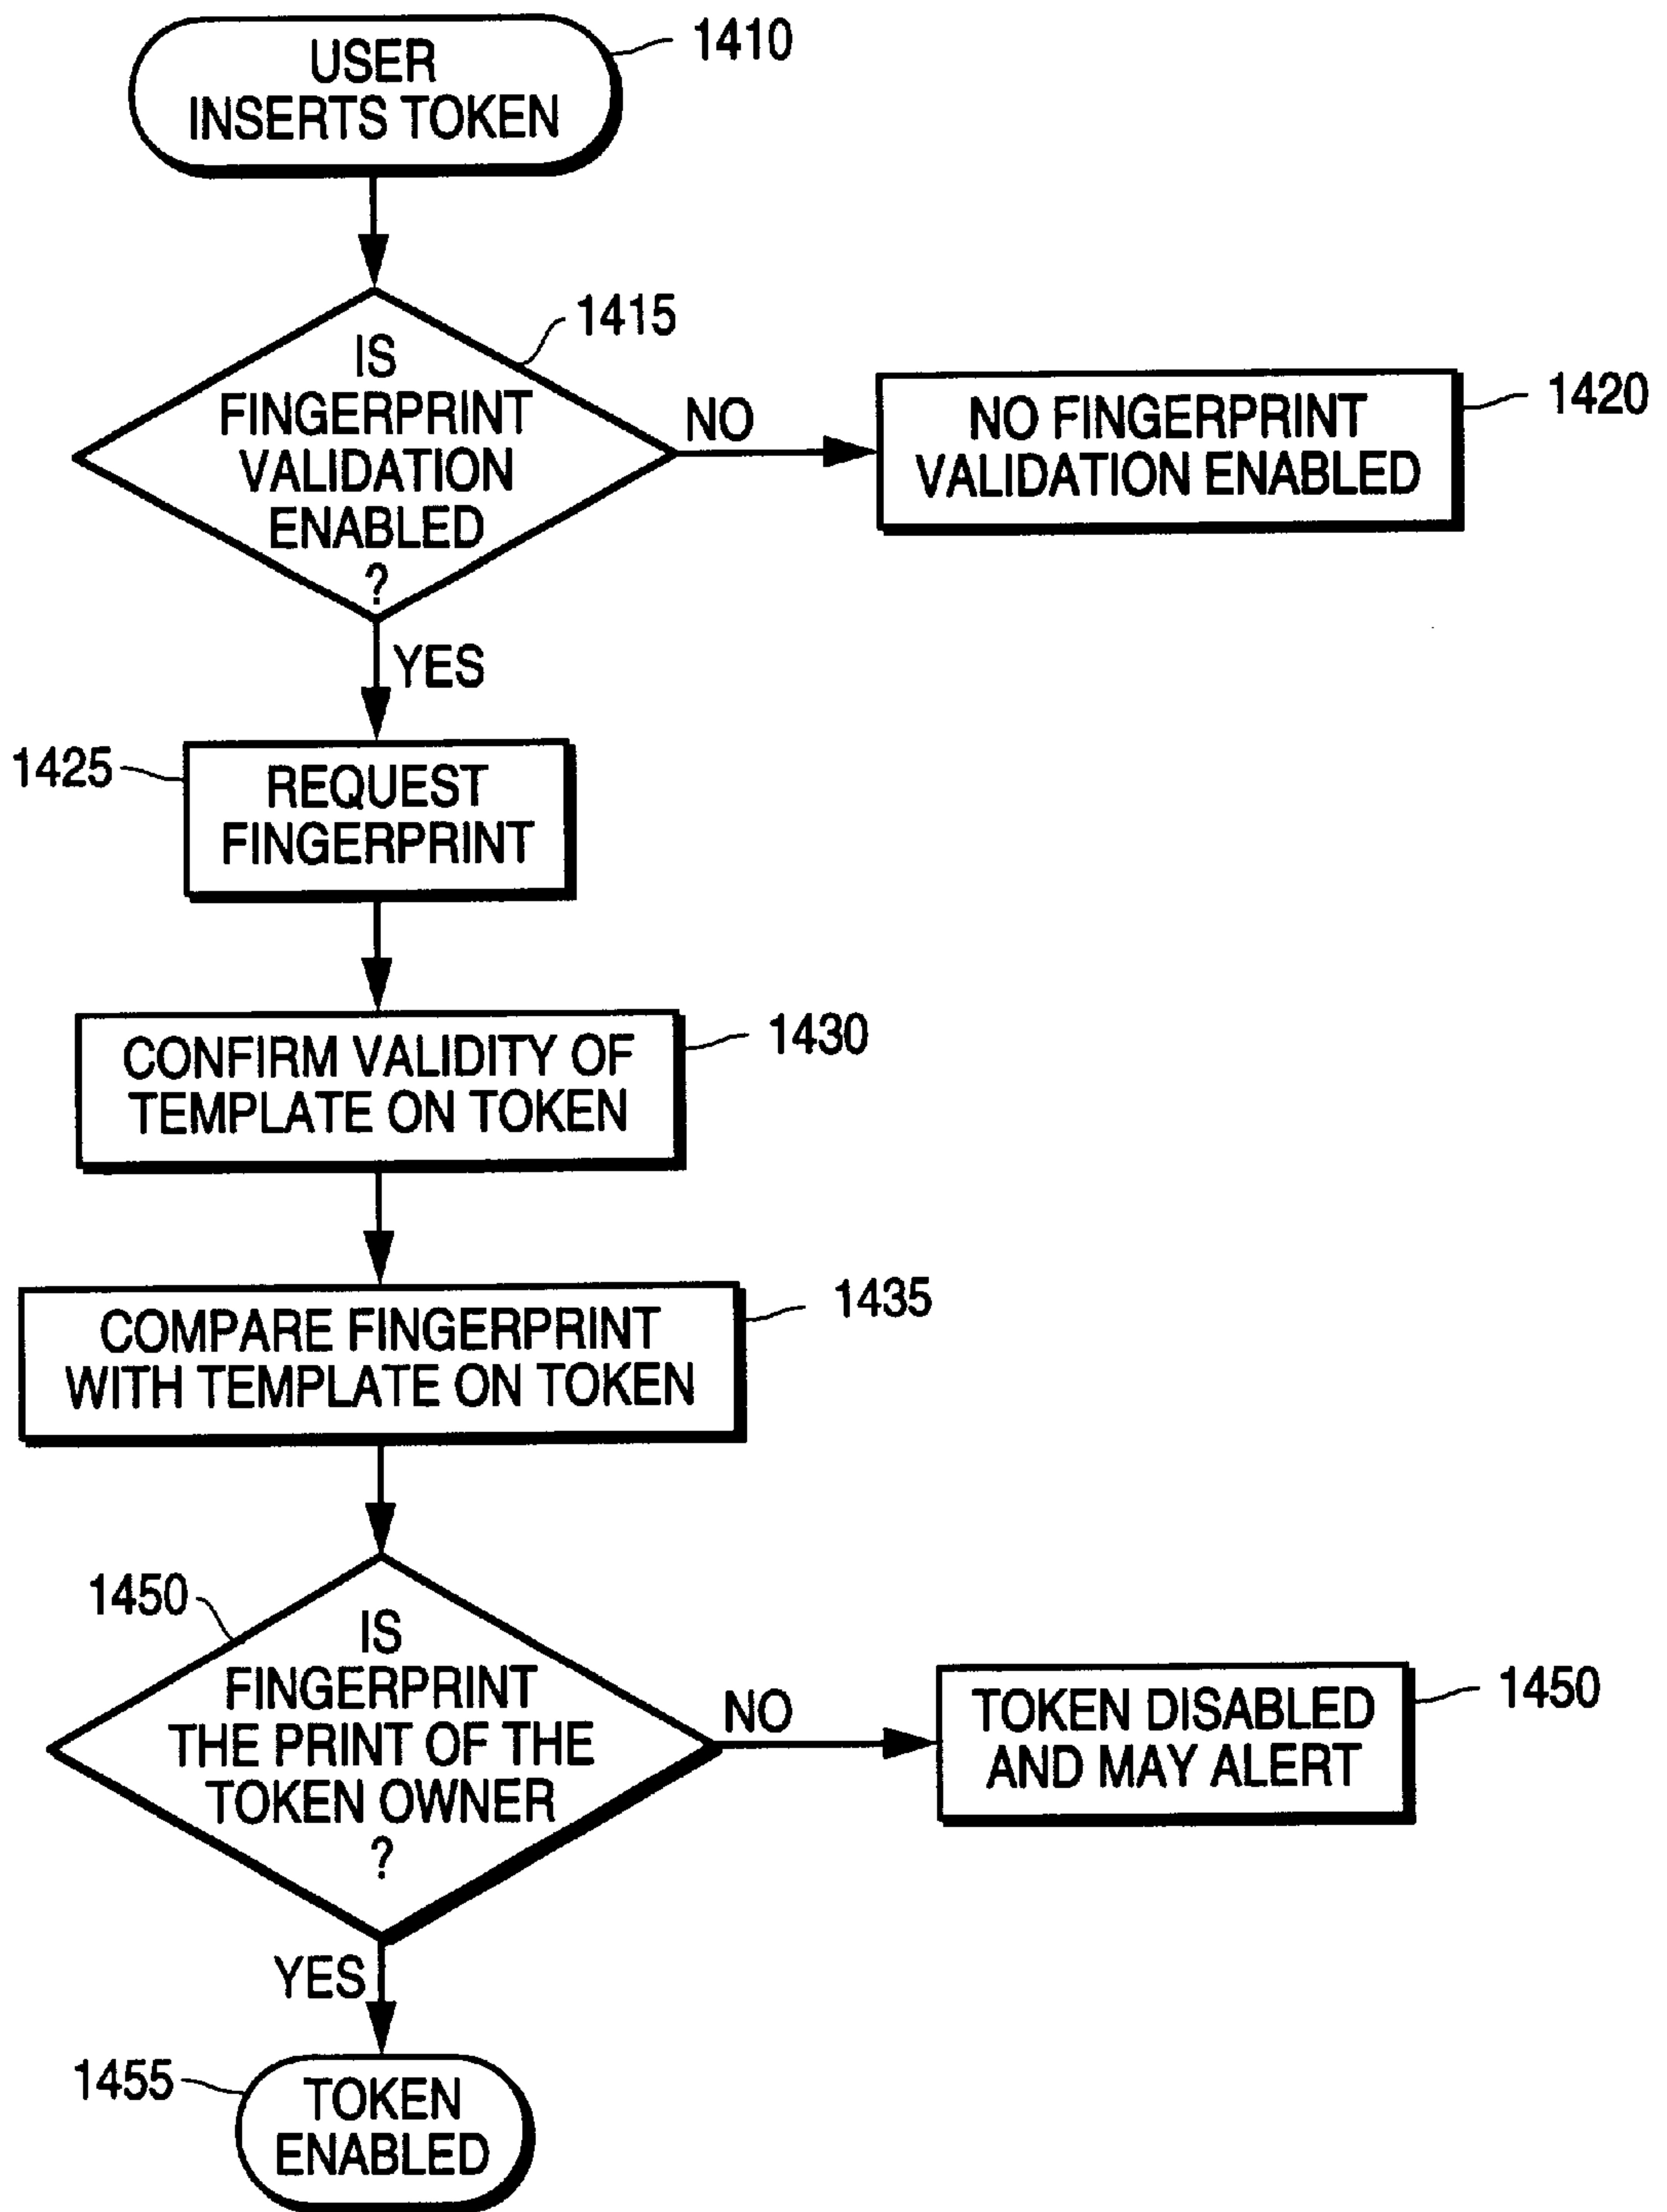 USER
INSERTS TOKEN
1410
IS
FINGERPRINT
VALIDATION
ENABLED
?
1415
NO
NO FINGERPRINT
VALIDATION ENABLED
1420
YES
1425
REQUEST
FINGERPRINT
CONFIRM VALIDITY OF
TEMPLATE ON TOKEN
1430
COMPARE FINGERPRINT
WITH TEMPLATE ON TOKEN
1435
1450
IS
FINGERPRINT
THE PRINT OF THE
TOKEN OWNER
?
NO
TOKEN DISABLED
AND MAY ALERT
1450
YES
1455
TOKEN
ENABLED